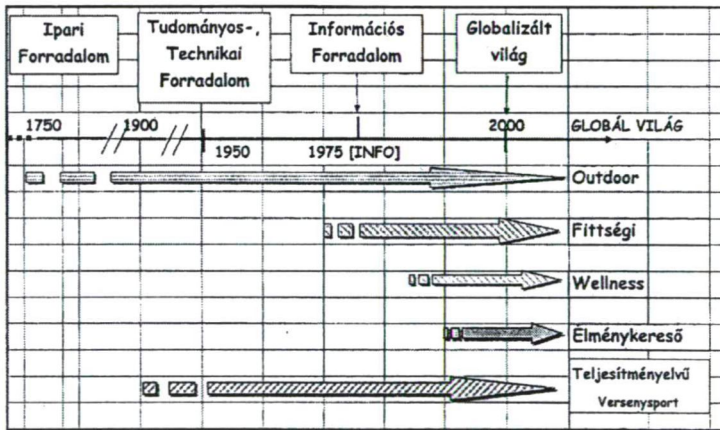 Ipari
Forradalom
Tudományos-,
Technikai
Forradalom
Információs
Forradalom
Globalizált
világ
1750
1900
1950
1975 [INFO]
2000
GLOBÁL VILÁG
Outdoor
Fittségi
Wellness
Élménykereső
Teljesítményelvű
Versenysport